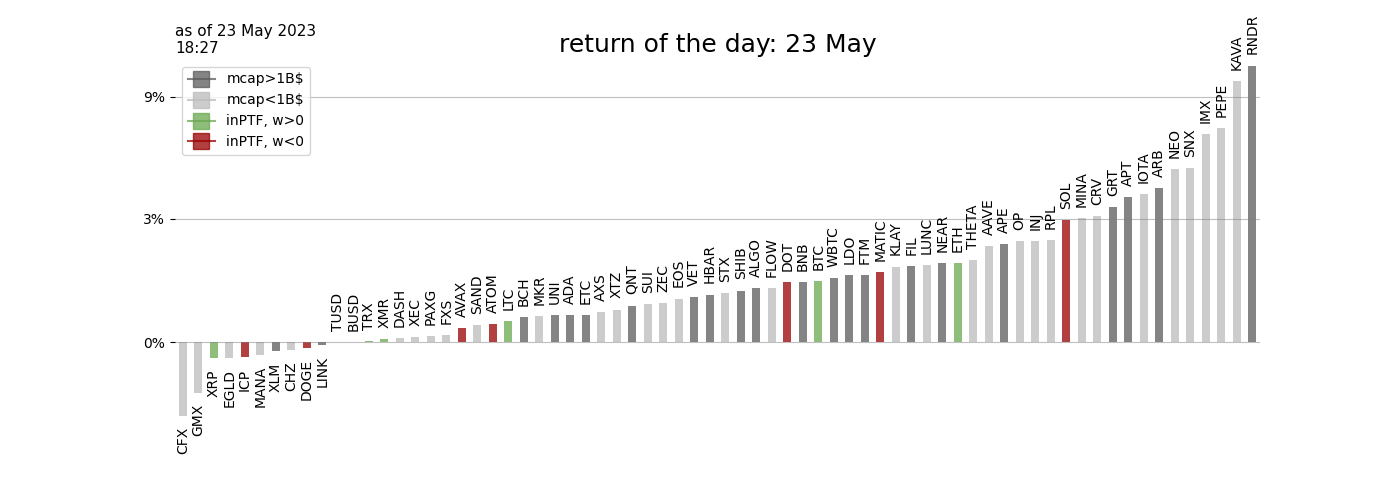 as of 23 May 2023
18:27
return of the day: 23 May
mcap>1B$
mcap<1B$
inPTF, w>0
inPTF, w<0
9%
3%
0%
CFX
GMX
XRP
EGLD
ICP
MANA
XLM
CHZ
DOGE
LINK
TUSD
BUSD
TRX
XMR
DASH
XEC
PAXG
FXS
AVAX
SAND
ATOM
LTC
BCH
MKR
UNI
ADA
ETC
AXS
XTZ
QNT
SUI
ZEC
EOS
VET
HBAR
STX
SHIB
ALGO
FLOW
DOT
BNB
BTC
WBTC
LDO
FTM
MATIC
KLAY
FIL
LUNC
NEAR
ETH
THETA
AAVE
APE
OP
INJ
RPL
SOL
MINA
CRV
GRT
APT
IOTA
ARB
NEO
SNX
IMX
PEPE
KAVA
RNDR